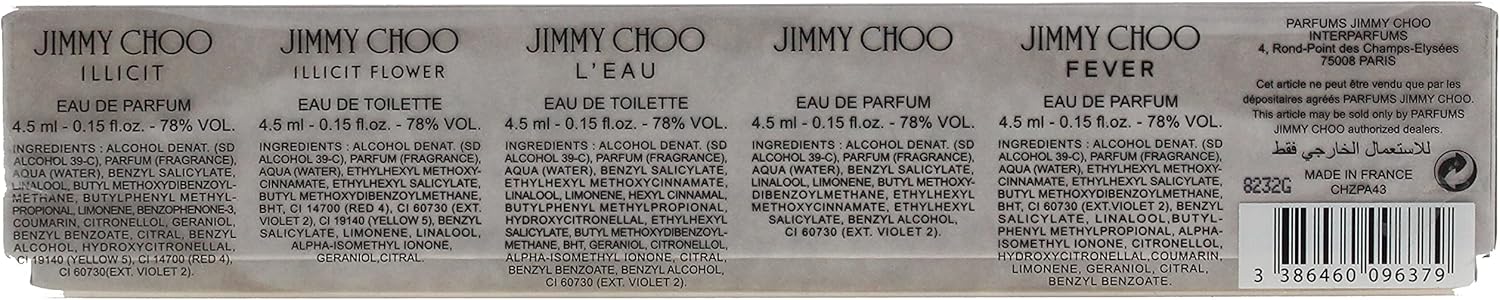 JIMMY CHOO
ILLICIT
EAU DE PARFUM
4.5 ml - 0.15 fl.oz. - 78% VOL.
INGREDIENTS : ALCOHOL DENAT. (SD
ALCOHOL 39-C), PARFUM (FRAGRANCE),
AQUA (WATER), BENZYL SALICYLATE,
LINALOOL, BUTYL METHOXYDIBENZOYL-
METHANE, BUTYLPHENYL METHYL-
PROPIONAL, LIMONENE, BENZOPHENONE-3,
COUMARIN, CITRONELLOL, GERANIOL,
BENZYL BENZOATE, CITRAL, BENZYL
ALCOHOL, HYDROXYCITRONELLAL,
CI 19140 (YELLOW 5), CI 14700 (RED 4),
CI 60730(EXT. VIOLET 2).
JIMMY CHOO
ILLICIT FLOWER
EAU DE TOILETTE
4.5 ml - 0.15 fl.oz. - 78% VOL.
INGREDIENTS : ALCOHOL DENAT. (SD
ALCOHOL 39-C), PARFUM (FRAGRANCE),
AQUA (WATER), ETHYLHEXYL METHOXY-
CINNAMATE, ETHYLHEXYL SALICYLATE,
BUTYL METHOXYDIBENZOYLMETHANE,
BHT, CI 14700 (RED 4), CI 60730 (EXT.
VIOLET 2), CI 19140 (YELLOW 5), BENZYL
SALICYLATE, LIMONENE, LINALOOL,
ALPHA-ISOMETHYL IONONE,
GERANIOL,CITRAL.
JIMMY CHOO
L'EAU
EAU DE TOILETTE
4.5 ml - 0.15 fl.oz. - 78% VOL.
INGREDIENTS : ALCOHOL DENAT. (SD
ALCOHOL 39-C), PARFUM (FRAGRANCE),
AQUA (WATER), BENZYL SALICYLATE,
ETHYLHEXYL METHOXYCINNAMATE,
LINALOOL, LIMONENE, HEXYL CINNAMAL,
BUTYLPHENYL METHYLPROPIONAL,
HYDROXYCITRONELLAL, ETHYLHEXYL
SALICYLATE, BUTYL METHOXYDIBENZOYL-
METHANE, BHT, GERANIOL, CITRONELLOL,
ALPHA-ISOMETHYL IONONE, CITRAL,
BENZYL BENZOATE, BENZYL ALCOHOL,
CI 60730 (EXT. VIOLET 2).
JIMMY CHOO
EAU DE PARFUM
4.5 ml - 0.15 fl.oz. - 78% VOL.
INGREDIENTS : ALCOHOL DENAT. (SD
ALCOHOL 39-C), PARFUM (FRAGRANCE),
AQUA (WATER), BENZYL SALICYLATE,
LINALOOL, LIMONENE, BUTYL METHOXY-
DIBENZOYLMETHANE, ETHYLHEXYL
METHOXYCINNAMATE, ETHYLHEXYL
SALICYLATE, BENZYL ALCOHOL,
CI 60730 (EXT. VIOLET 2).
JIMMY CHOO
FEVER
EAU DE PARFUM
4.5 ml - 0.15 fl.oz. - 78% VOL.
INGREDIENTS : ALCOHOL DENAT. (SD
ALCOHOL 39-C), PARFUM (FRAGRANCE),
AQUA (WATER), ETHYLHEXYL METHOXY-
CINNAMATE, ETHYLHEXYL SALICYLATE,
BUTYL METHOXYDIBENZOYLMETHANE,
BHT, CI 60730 (EXT.VIOLET 2), BENZYL
SALICYLATE, LINALOOL, BUTYL-
PHENYL METHYLPROPIONAL, ALPHA-
ISOMETHYL IONONE, CITRONELLOL,
HYDROXYCITRONELLAL,COUMARIN,
LIMONENE, GERANIOL, CITRAL,
BENZYL BENZOATE.
PARFUMS JIMMY CHOO
INTERPARFUMS
4, Rond-Point des Champs-Elysées
75008 PARIS
Cet article ne peut être vendu que par les
dépositaires agréés PARFUMS JIMMY CHOO.
This article may be sold only by PARFUMS
JIMMY CHOO authorized dealers.
للاستعمال الخارجي فقط
8232G
MADE IN FRANCE
CHZPA43
3 386460 096379